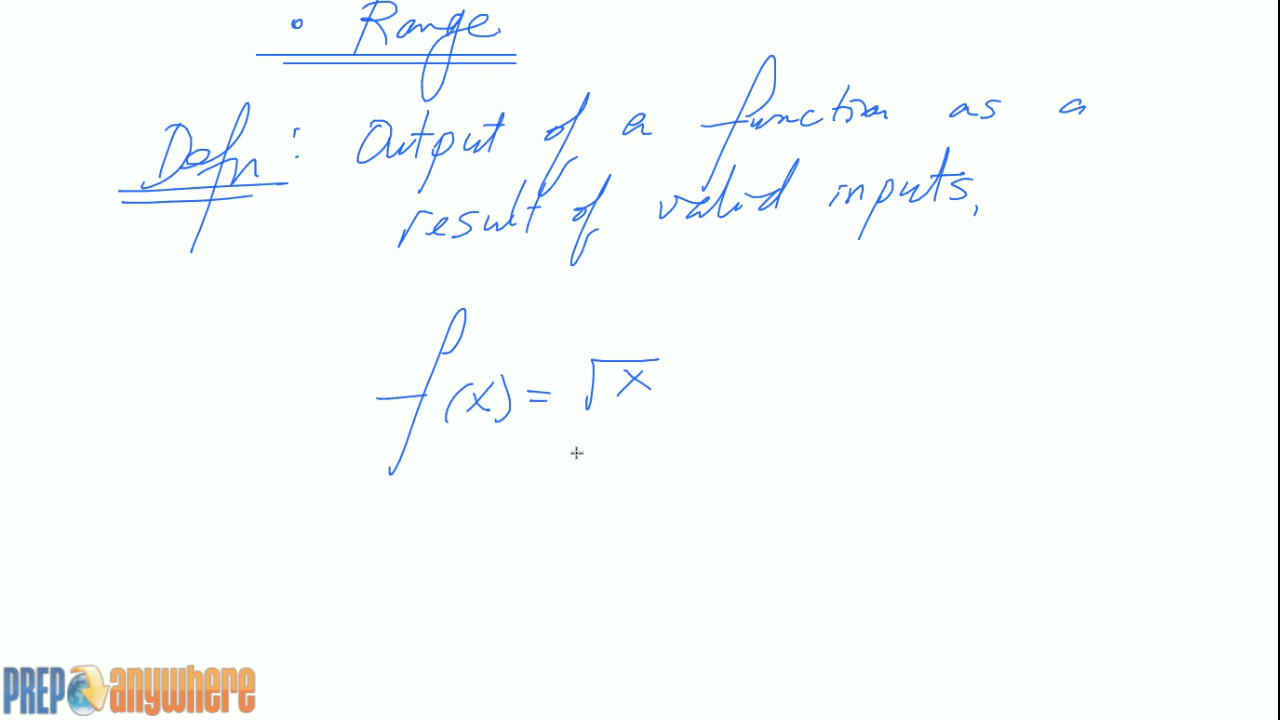 • Range
Defn: Output of a function as a
result of valid inputs,
f(x) = √x
PREP anywhere